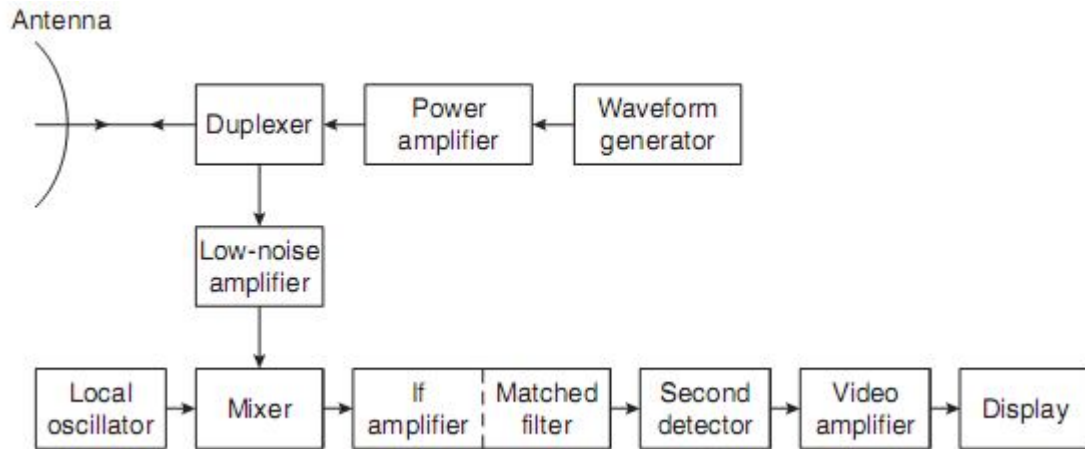 Antenna
Duplexer
Power
amplifier
Waveform
generator
Low-noise
amplifier
Local
oscillator
Mixer
If
amplifier
Matched
filter
Second
detector
Video
amplifier
Display